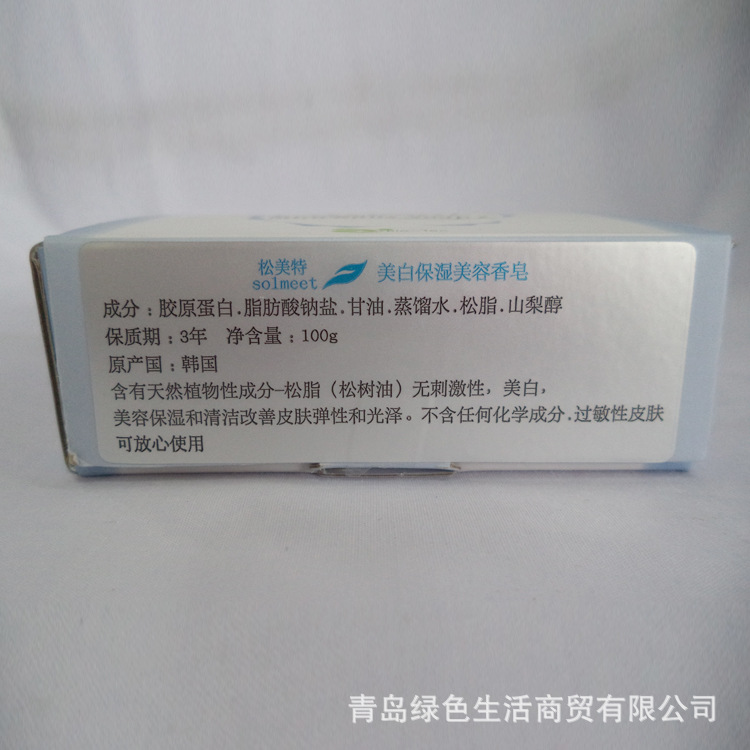 松美特
solmeet
美白保湿美容香皂
成分：胶原蛋白.脂肪酸钠盐.甘油.蒸馏水.松脂.山梨醇
保质期：3年 净含量：100g
原产国：韩国
含有天然植物性成分-松脂（松树油）无刺激性，美白，
美容保湿和清洁改善皮肤弹性和光泽。不含任何化学成分.过敏性皮肤
可放心使用
青岛绿色生活商贸有限公司